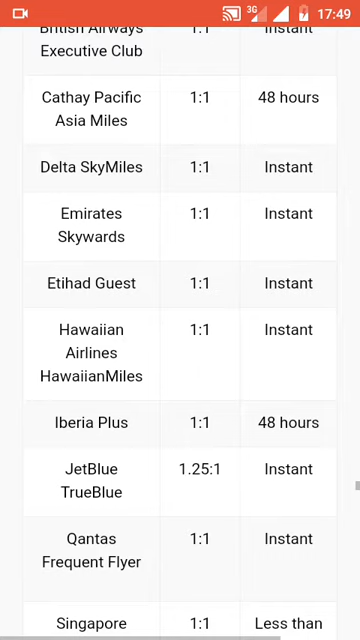 3G 17:49
British Airways 1:1 Instant
Executive Club
Cathay Pacific 1:1 48 hours
Asia Miles
Delta SkyMiles 1:1 Instant
Emirates 1:1 Instant
Skywards
Etihad Guest 1:1 Instant
Hawaiian 1:1 Instant
Airlines
HawaiianMiles
Iberia Plus 1:1 48 hours
JetBlue 1.25:1 Instant
TrueBlue
Qantas 1:1 Instant
Frequent Flyer
Singapore 1:1 Less than